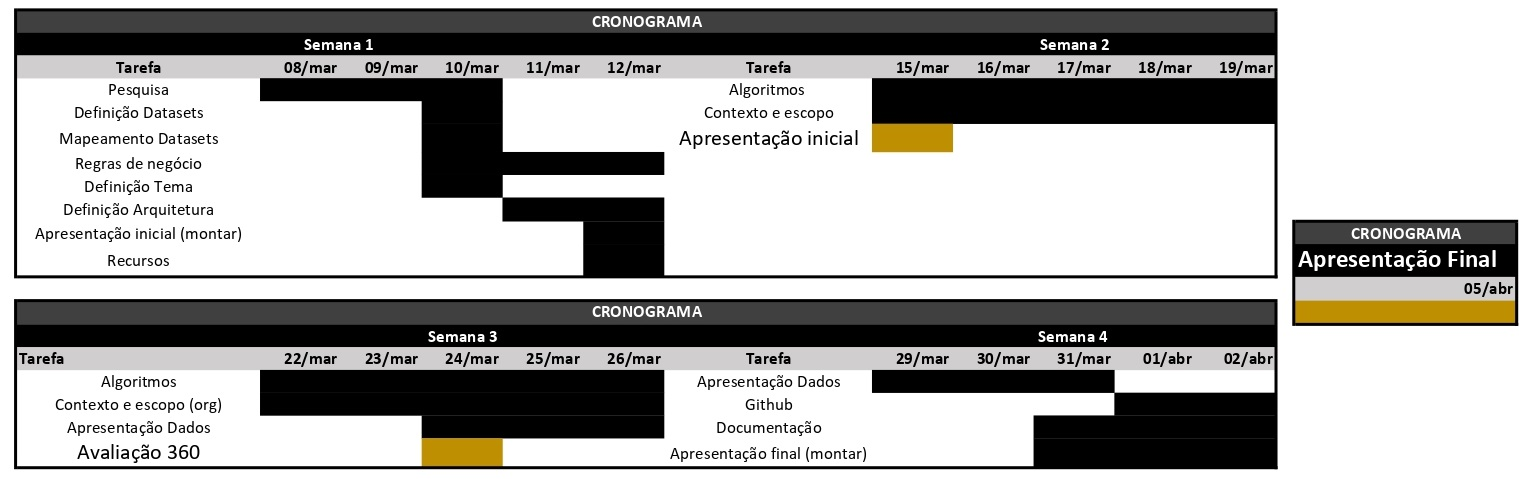 CRONOGRAMA
Semana 1 Semana 2
Tarefa 08/mar 09/mar 10/mar 11/mar 12/mar Tarefa 15/mar 16/mar 17/mar 18/mar 19/mar
Pesquisa Algoritmos
Definição Datasets Contexto e escopo
Mapeamento Datasets Apresentação inicial
Regras de negócio
Definição Tema
Definição Arquitetura
Apresentação inicial (montar)
Recursos
CRONOGRAMA
Apresentação Final
05/abr
CRONOGRAMA
Semana 3 Semana 4
Tarefa 22/mar 23/mar 24/mar 25/mar 26/mar Tarefa 29/mar 30/mar 31/mar 01/abr 02/abr
Algoritmos Apresentação Dados
Contexto e escopo (org) Github
Apresentação Dados Documentação
Avaliação 360 Apresentação final (montar)